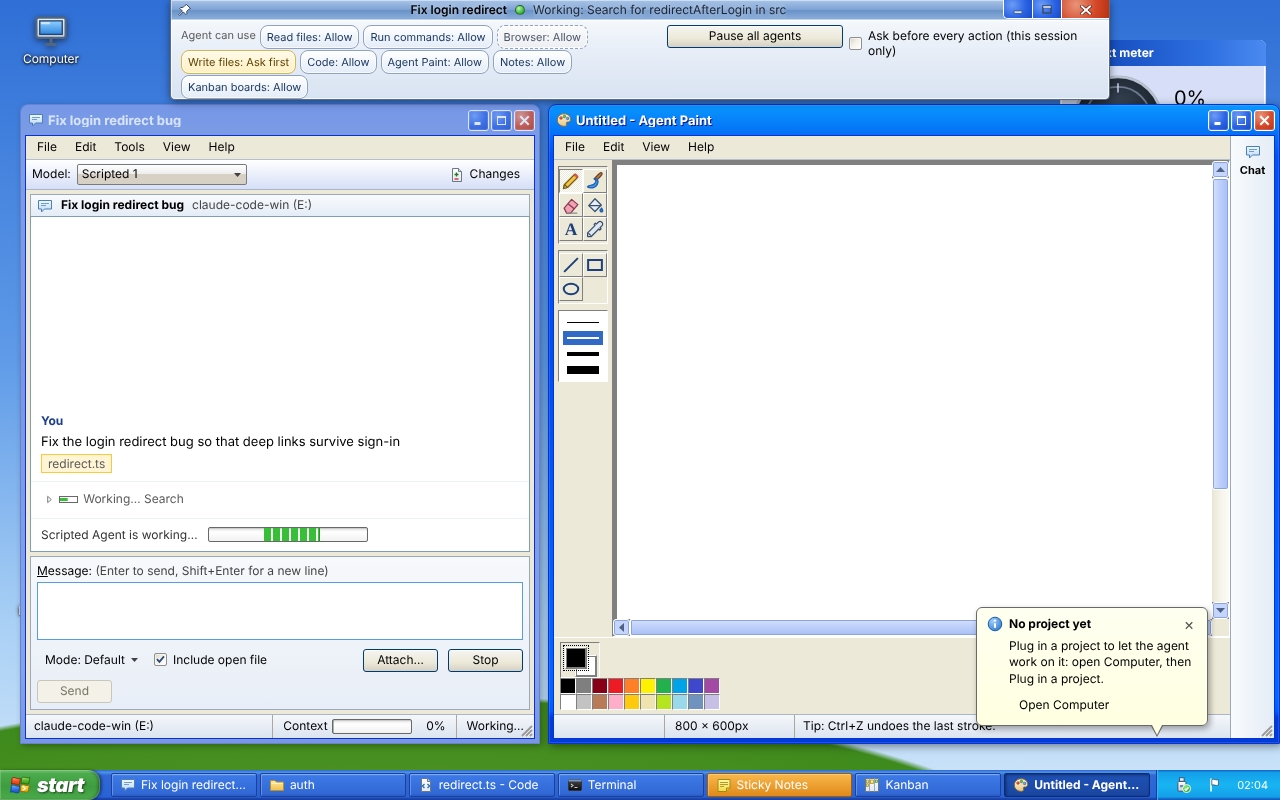 Computer
Fix login redirect
Working: Search for redirectAfterLogin in src
Agent can use
Read files: Allow
Run commands: Allow
Browser: Allow
Write files: Ask first
Code: Allow
Agent Paint: Allow
Notes: Allow
Kanban boards: Allow
Pause all agents
Ask before every action (this session only)
meter
0%
Fix login redirect bug
File Edit Tools View Help
Model: Scripted 1
Changes
Fix login redirect bug claude-code-win (E:)
You
Fix the login redirect bug so that deep links survive sign-in
redirect.ts
Working... Search
Scripted Agent is working...
Message: (Enter to send, Shift+Enter for a new line)
Mode: Default
Include open file
Attach...
Stop
Send
claude-code-win (E:)
Context
0%
Working...
Untitled - Agent Paint
File Edit View Help
Chat
A
800 × 600px
Tip: Ctrl+Z undoes the last stroke.
No project yet
Plug in a project to let the agent
work on it: open Computer, then
Plug in a project.
Open Computer
start
Fix login redirect...
auth
redirect.ts - Code
Terminal
Sticky Notes
Kanban
Untitled - Agent...
02:04